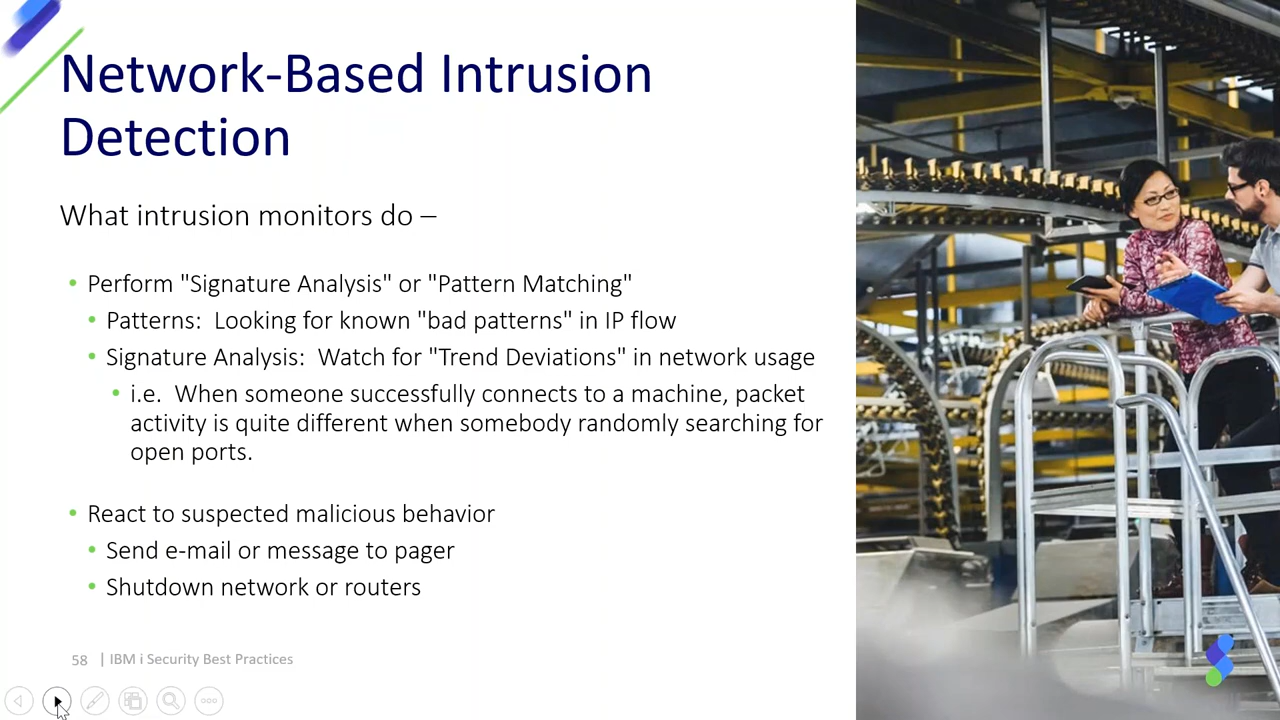 Network-Based Intrusion
Detection
What intrusion monitors do –
• Perform "Signature Analysis" or "Pattern Matching"
• Patterns:  Looking for known "bad patterns" in IP flow
• Signature Analysis:  Watch for "Trend Deviations" in network usage
• i.e.  When someone successfully connects to a machine, packet
activity is quite different when somebody randomly searching for
open ports.
• React to suspected malicious behavior
• Send e-mail or message to pager
• Shutdown network or routers
58 | IBM i Security Best Practices